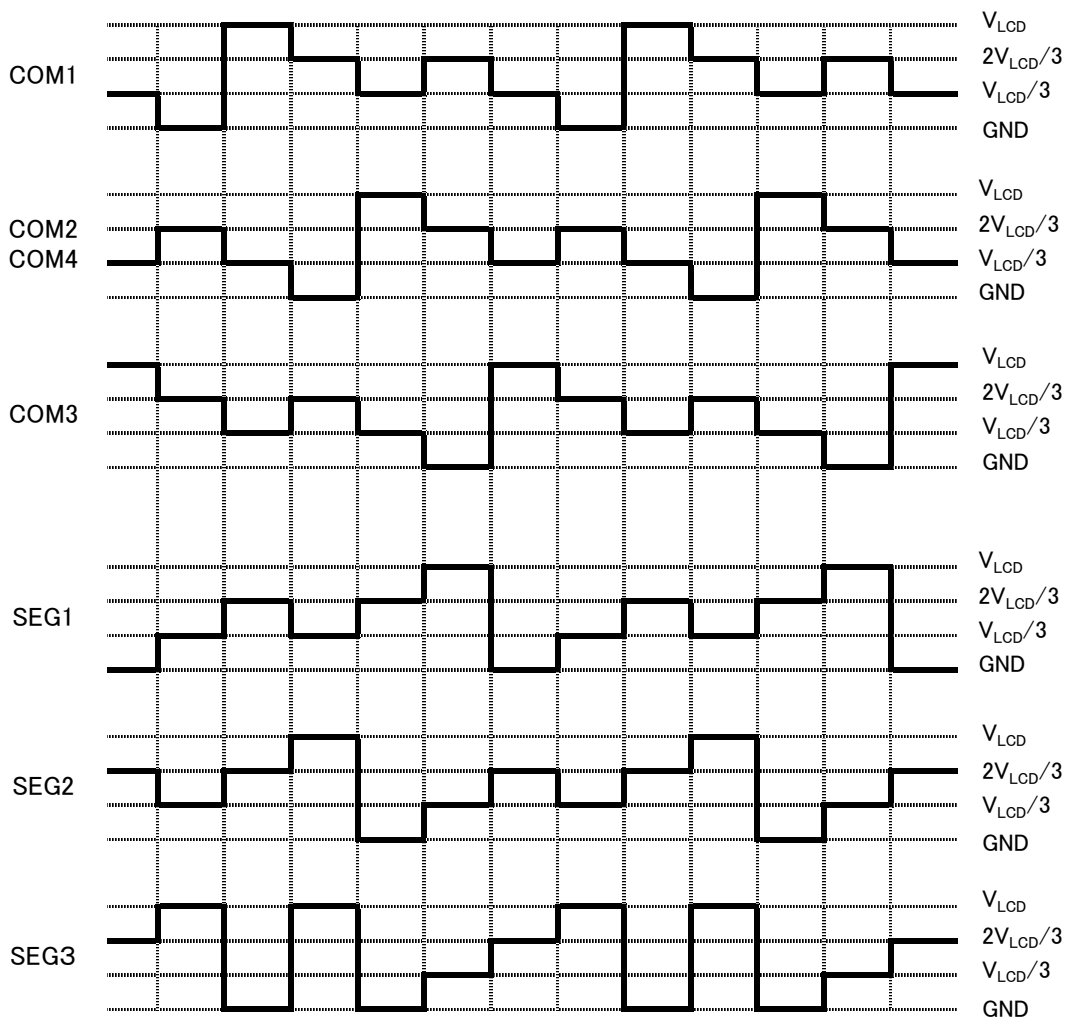 COM1
V_LCD
2V_LCD/3
V_LCD/3
GND
COM2
COM4
V_LCD
2V_LCD/3
V_LCD/3
GND
COM3
V_LCD
2V_LCD/3
V_LCD/3
GND
SEG1
V_LCD
2V_LCD/3
V_LCD/3
GND
SEG2
V_LCD
2V_LCD/3
V_LCD/3
GND
SEG3
V_LCD
2V_LCD/3
V_LCD/3
GND